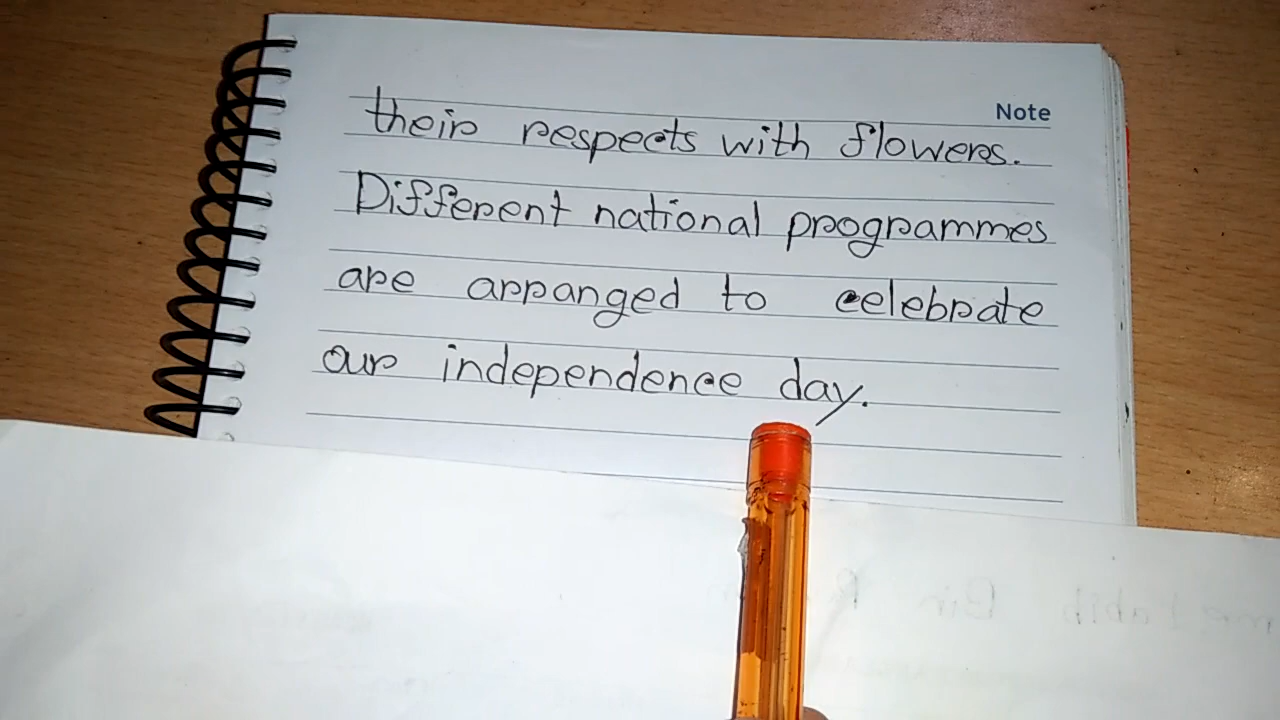 Note
their respects with flowers.
Different national programmes
are arranged to celebrate
our independence day.